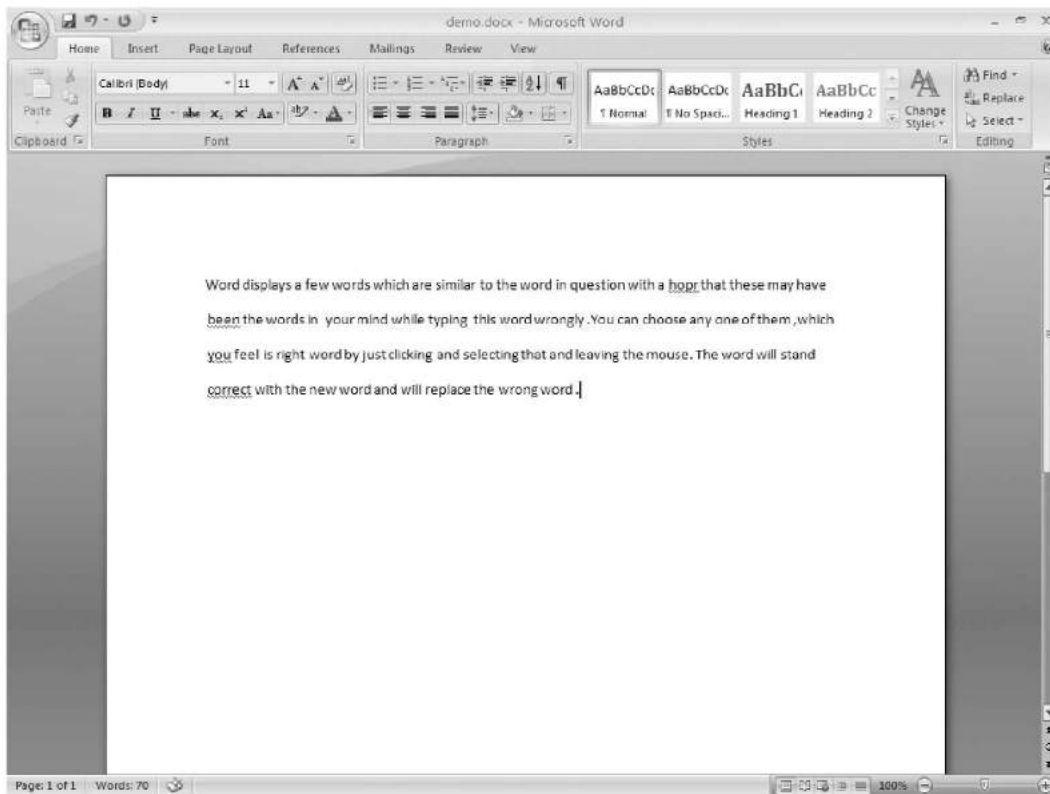 demo.docx - Microsoft Word
Home Insert Page Layout References Mailings Review View
Calibri (Body) 11
Paste
B I U abe x₂ x² Aa
AaBbCcDc AaBbCcDc AaBbC AaBbCc
¶ Normal ¶ No Spaci... Heading 1 Heading 2
Change Styles
Find
Replace
Select
Clipboard Font Paragraph Styles Editing
Word displays a few words which are similar to the word in question with a hopr that these may have
been the words in your mind while typing this word wrongly .You can choose any one of them ,which
you feel is right word by just clicking and selecting that and leaving the mouse. The word will stand
correct with the new word and will replace the wrong word .
Page: 1 of 1 Words: 70 100%